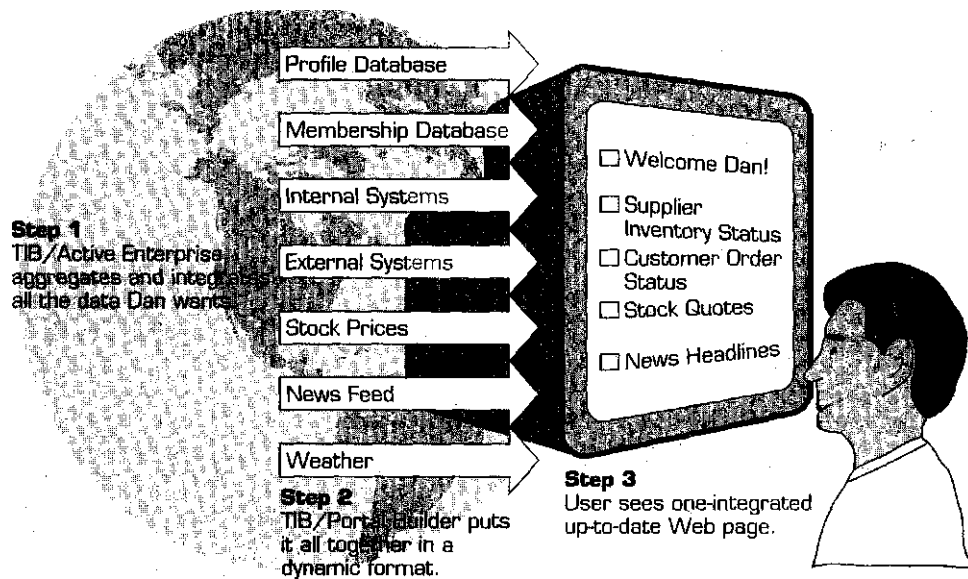 Profile Database
Membership Database
Internal Systems
External Systems
Stock Prices
News Feed
Weather
Step 1
TIB/Active Enterprise
aggregates and integrates
all the data Dan wants.
Step 2
TIB/Portal Builder puts
it all together in a
dynamic format.
Welcome Dan!
Supplier
Inventory Status
Customer Order
Status
Stock Quotes
News Headlines
Step 3
User sees one-integrated
up-to-date Web page.